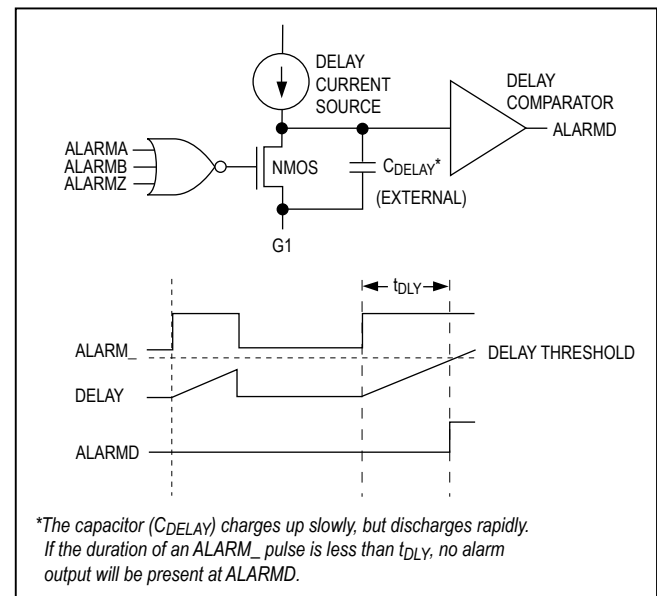 DELAY
CURRENT
SOURCE
DELAY
COMPARATOR
ALARMD
ALARMA
ALARMB
ALARMZ
NMOS
CDELAY*
(EXTERNAL)
G1
tDLY
ALARM_
DELAY THRESHOLD
DELAY
ALARMD
*The capacitor (CDELAY) charges up slowly, but discharges rapidly.
If the duration of an ALARM_ pulse is less than tDLY, no alarm
output will be present at ALARMD.